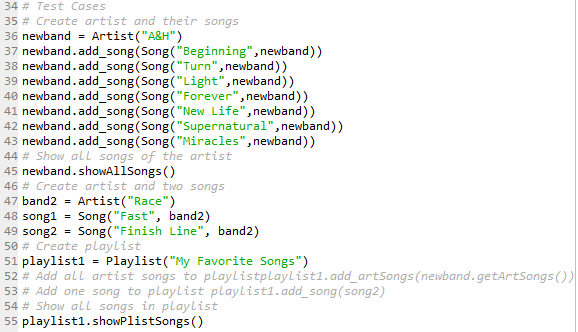 34 # Test Cases
35 # Create artist and their songs
36 newband = Artist("A&H")
37 newband.add_song(Song("Beginning",newband))
38 newband.add_song(Song("Turn",newband))
39 newband.add_song(Song("Light",newband))
40 newband.add_song(Song("Forever",newband))
41 newband.add_song(Song("New Life",newband))
42 newband.add_song(Song("Supernatural",newband))
43 newband.add_song(Song("Miracles",newband))
44 # Show all songs of the artist
45 newband.showAllSongs()
46 # Create artist and two songs
47 band2 = Artist("Race")
48 song1 = Song("Fast", band2)
49 song2 = Song("Finish Line", band2)
50 # Create playlist
51 playlist1 = Playlist("My Favorite Songs")
52 # Add all artist songs to playlistplaylist1.add_artSongs(newband.getArtSongs())
53 # Add one song to playlist playlist1.add_song(song2)
54 # Show all songs in playlist
55 playlist1.showPlistSongs()